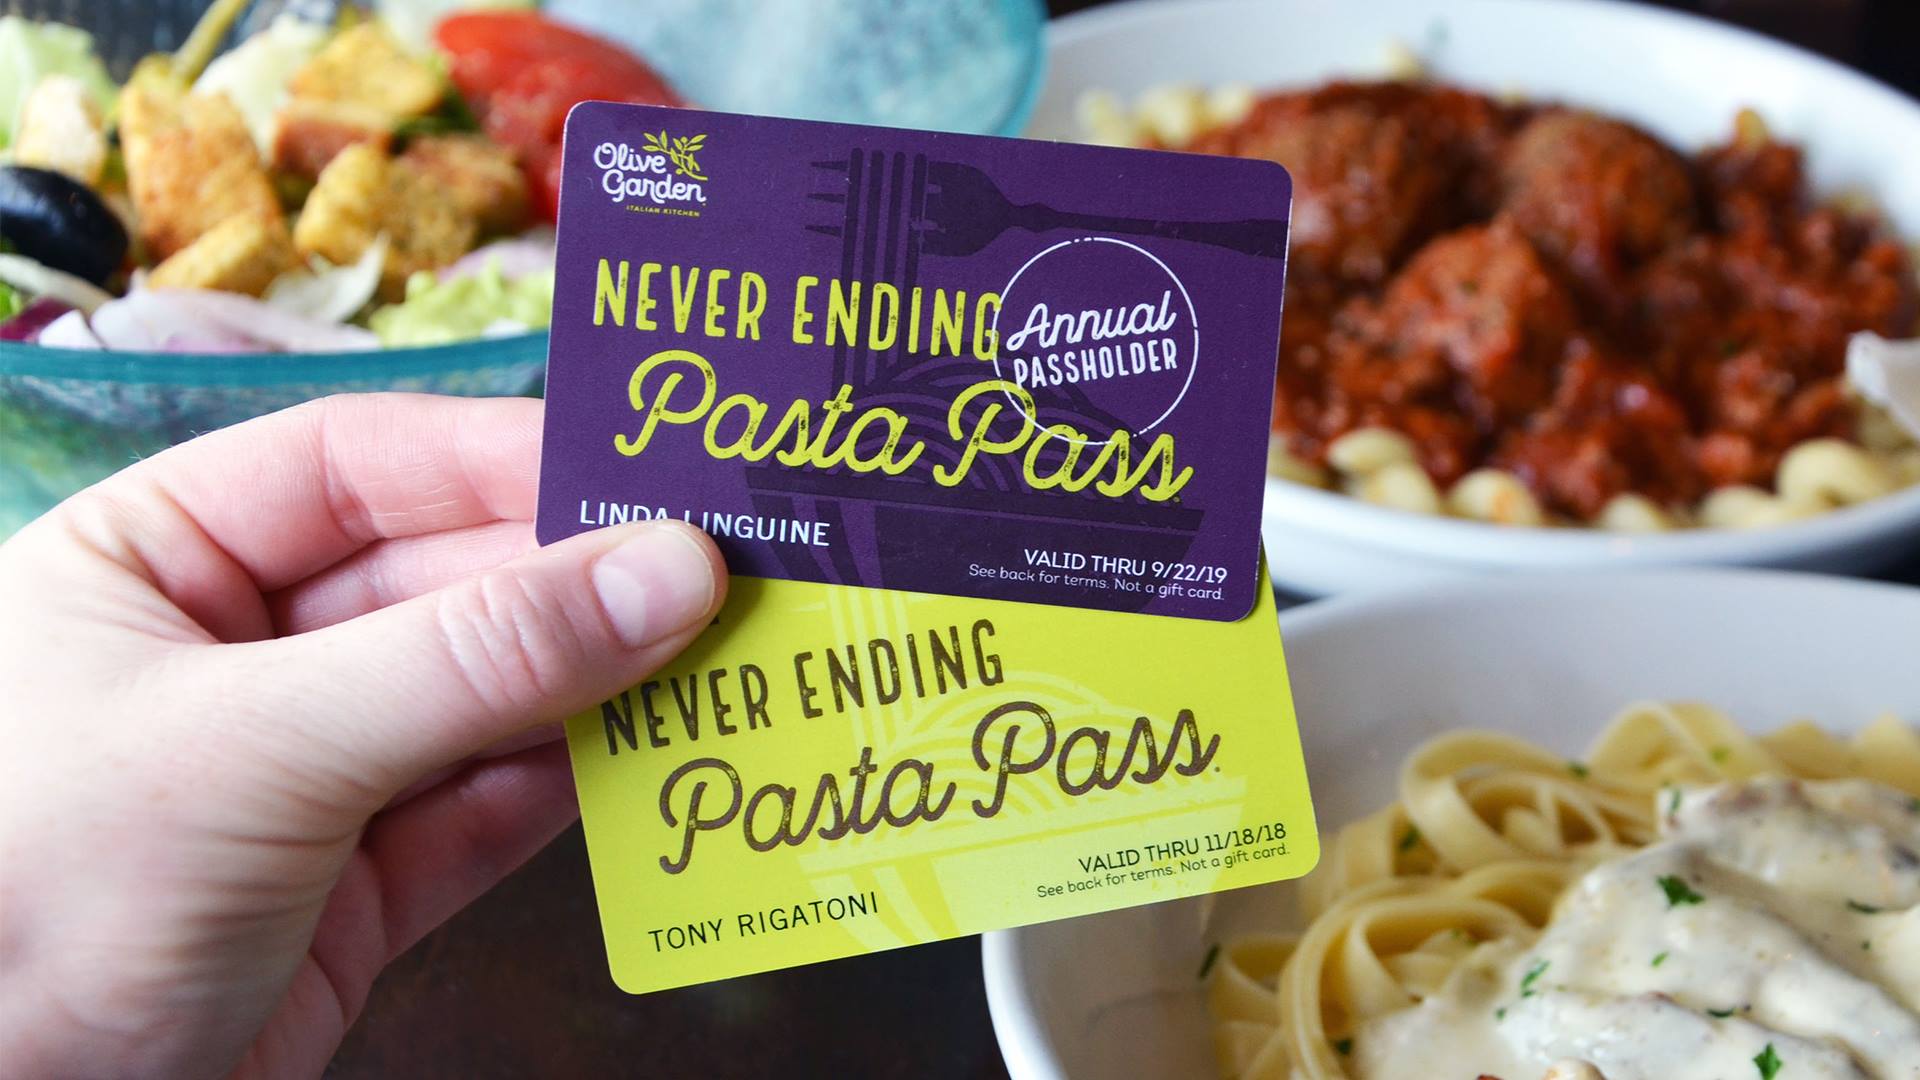 Olive
Garden
ITALIAN KITCHEN
NEVER ENDING
Pasta Pass
Annual
PASSHOLDER
LINDA LINGUINE
VALID THRU 9/22/19
See back for terms. Not a gift card.
NEVER ENDING
Pasta Pass
VALID THRU 11/18/18
See back for terms. Not a gift card.
TONY RIGATONI